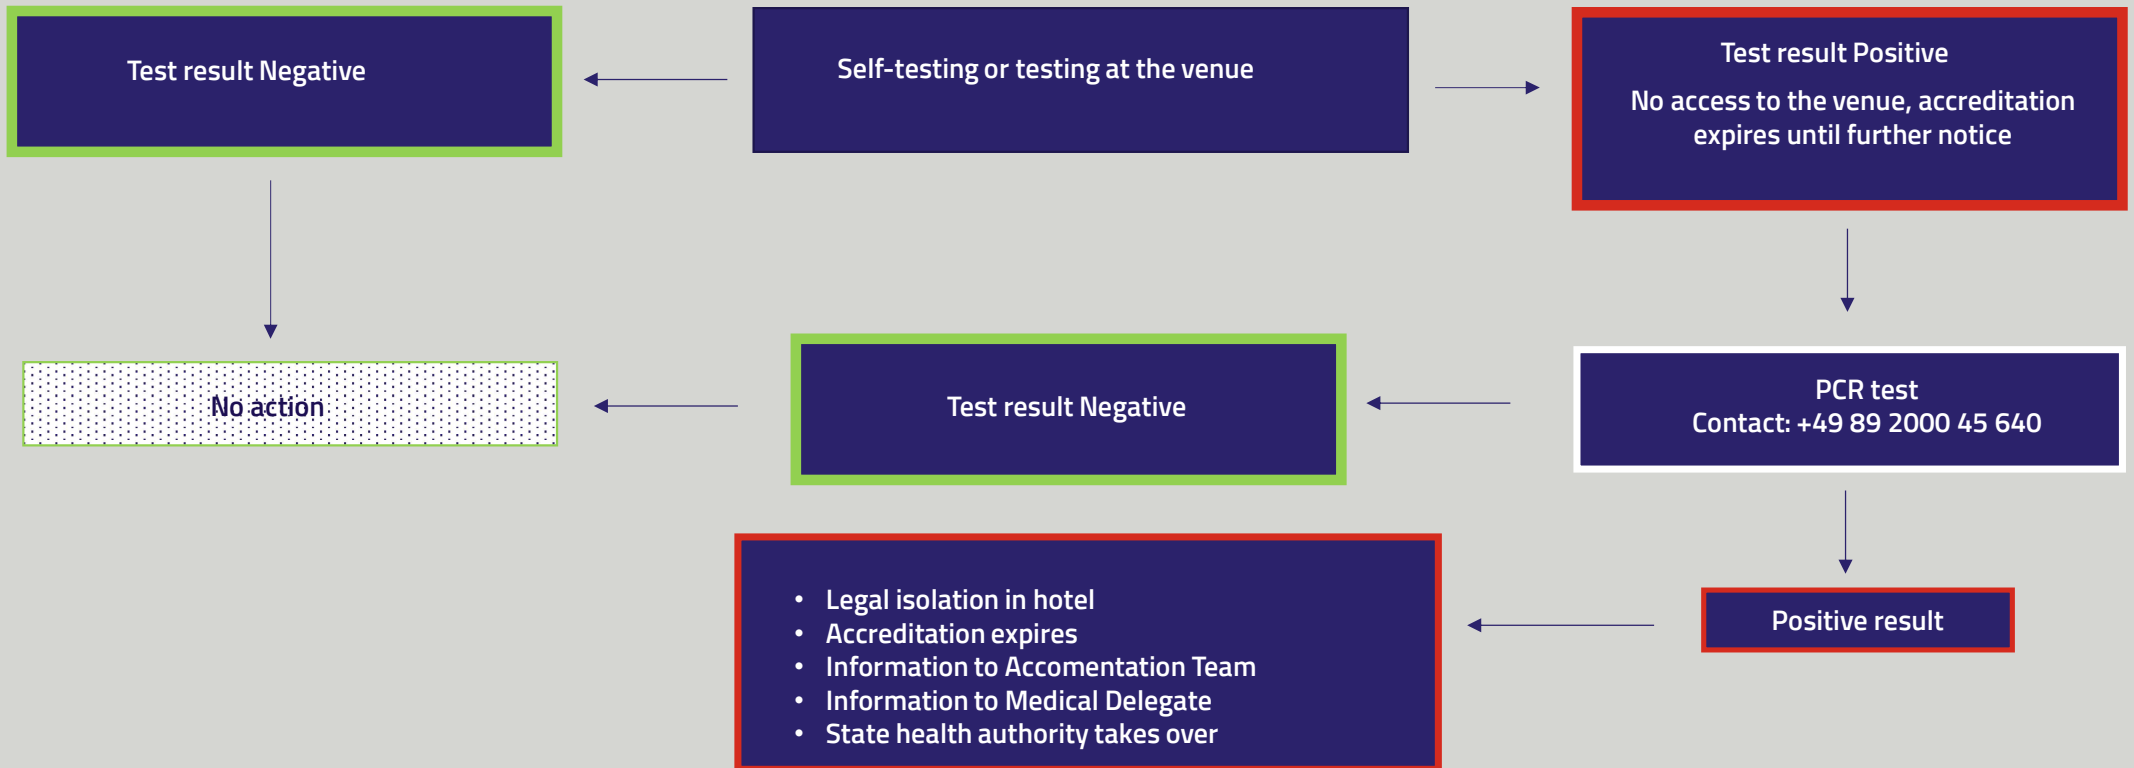 Test result Negative
Self-testing or testing at the venue
Test result Positive
No access to the venue, accreditation
expires until further notice
No action
Test result Negative
PCR test
Contact: +49 89 2000 45 640
• Legal isolation in hotel
• Accreditation expires
• Information to Accomentation Team
• Information to Medical Delegate
• State health authority takes over
Positive result